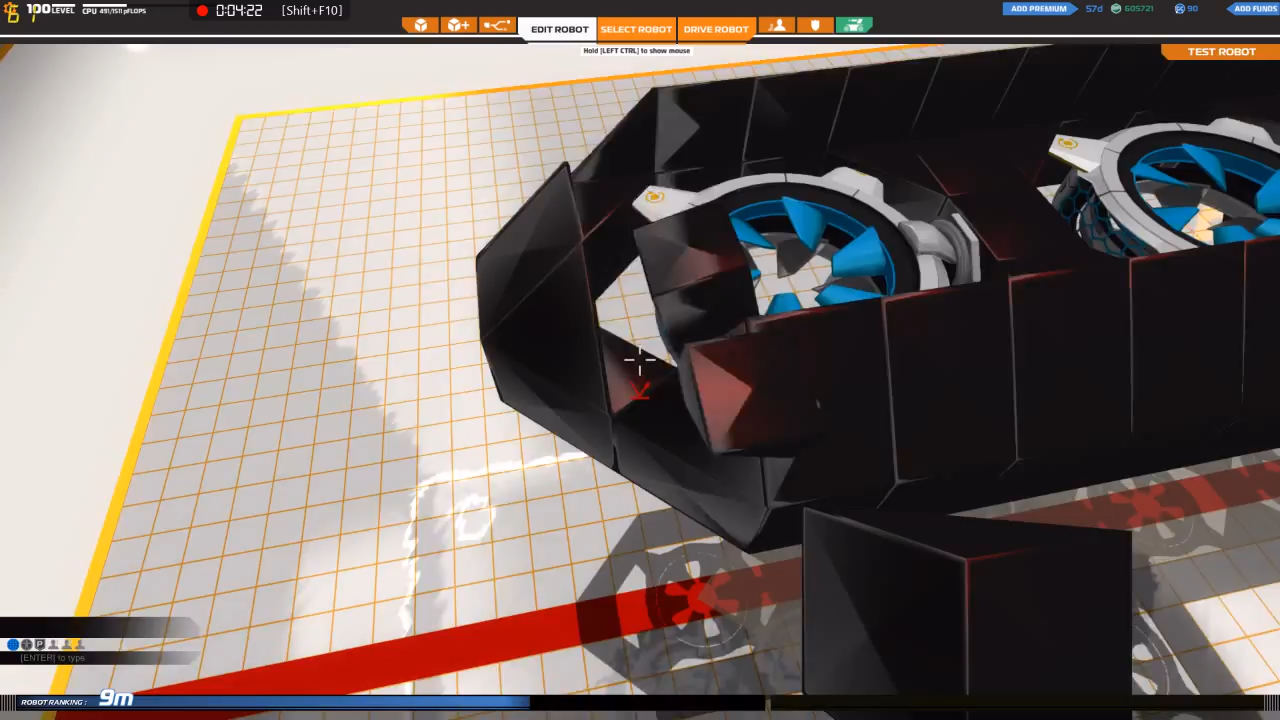 100 LEVEL CPU 491/1511 pFLOPS
0:04:22 [Shift+F10]
EDIT ROBOT SELECT ROBOT DRIVE ROBOT
ADD PREMIUM 57d 605721 90 ADD FUNDS
Hold [LEFT CTRL] to show mouse
TEST ROBOT
[ENTER] to type
ROBOT RANKING : 9m